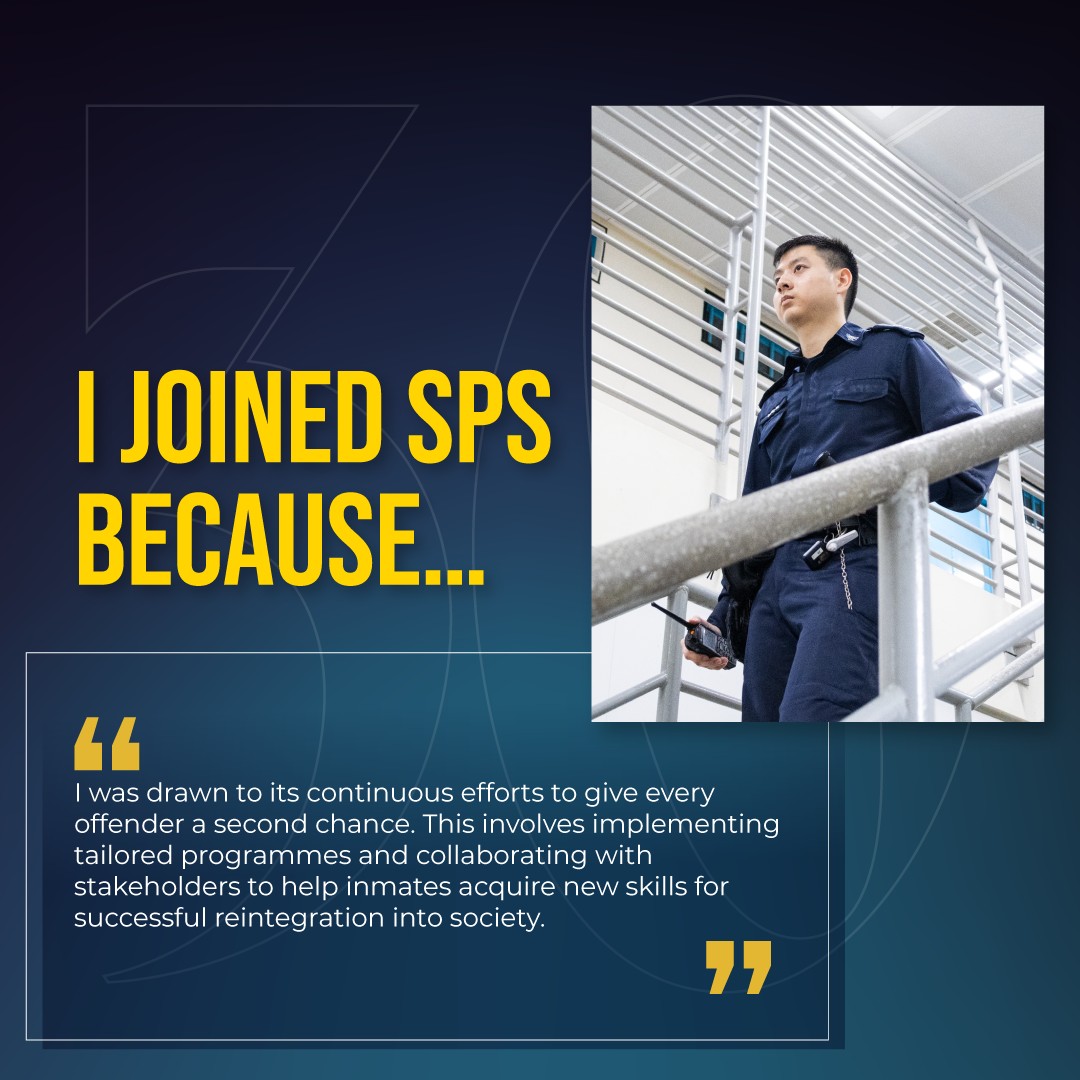 I JOINED SPS
BECAUSE...
“
I was drawn to its continuous efforts to give every
offender a second chance. This involves implementing
tailored programmes and collaborating with
stakeholders to help inmates acquire new skills for
successful reintegration into society.
”